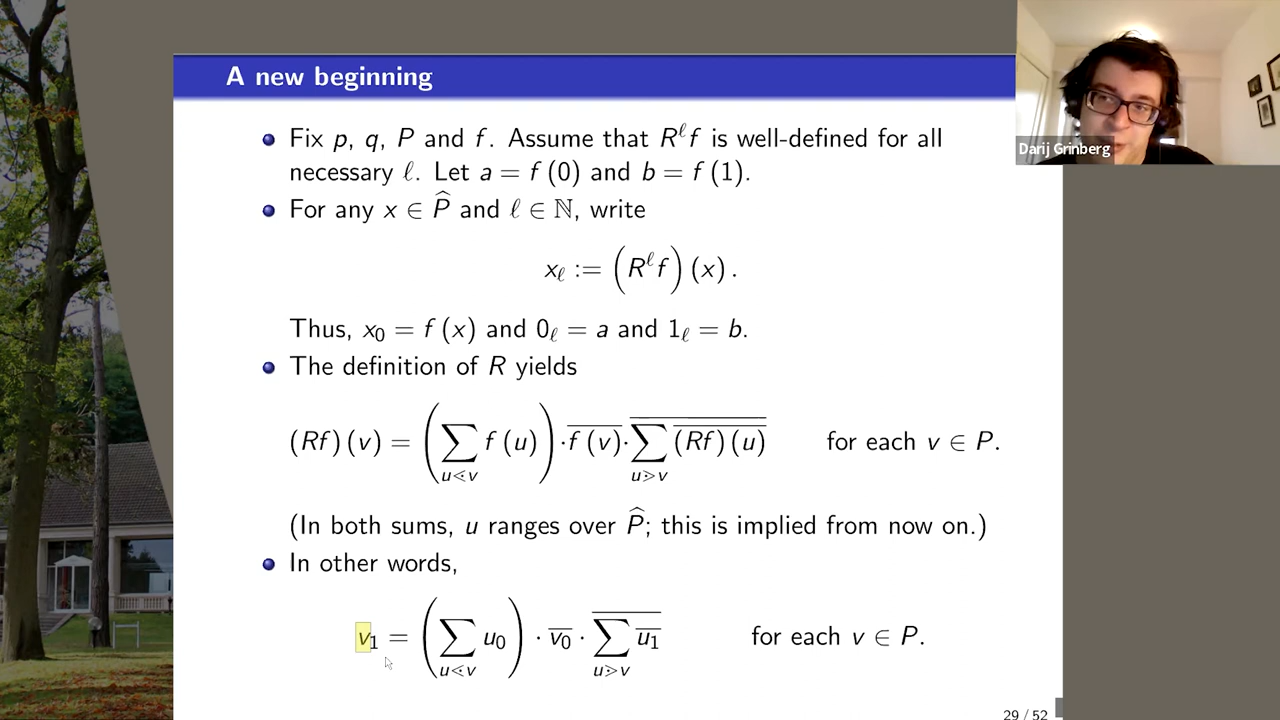 A new beginning
Fix p, q, P and f. Assume that R^ℓ f is well-defined for all
necessary ℓ. Let a = f (0) and b = f (1).
For any x ∈ P̂ and ℓ ∈ ℕ, write
x_ℓ := (R^ℓ f) (x) .
Thus, x_0 = f (x) and 0_ℓ = a and 1_ℓ = b.
The definition of R yields
(Rf) (v) = ( ∑_{u⋖v} f (u) ) · \overline{f (v)} · \overline{∑_{u⋗v} \overline{(Rf) (u)}} for each v ∈ P.
(In both sums, u ranges over P̂; this is implied from now on.)
In other words,
v_1 = ( ∑_{u⋖v} u_0 ) · \overline{v_0} · \overline{∑_{u⋗v} \overline{u_1}} for each v ∈ P.
29 / 52
Darij Grinberg